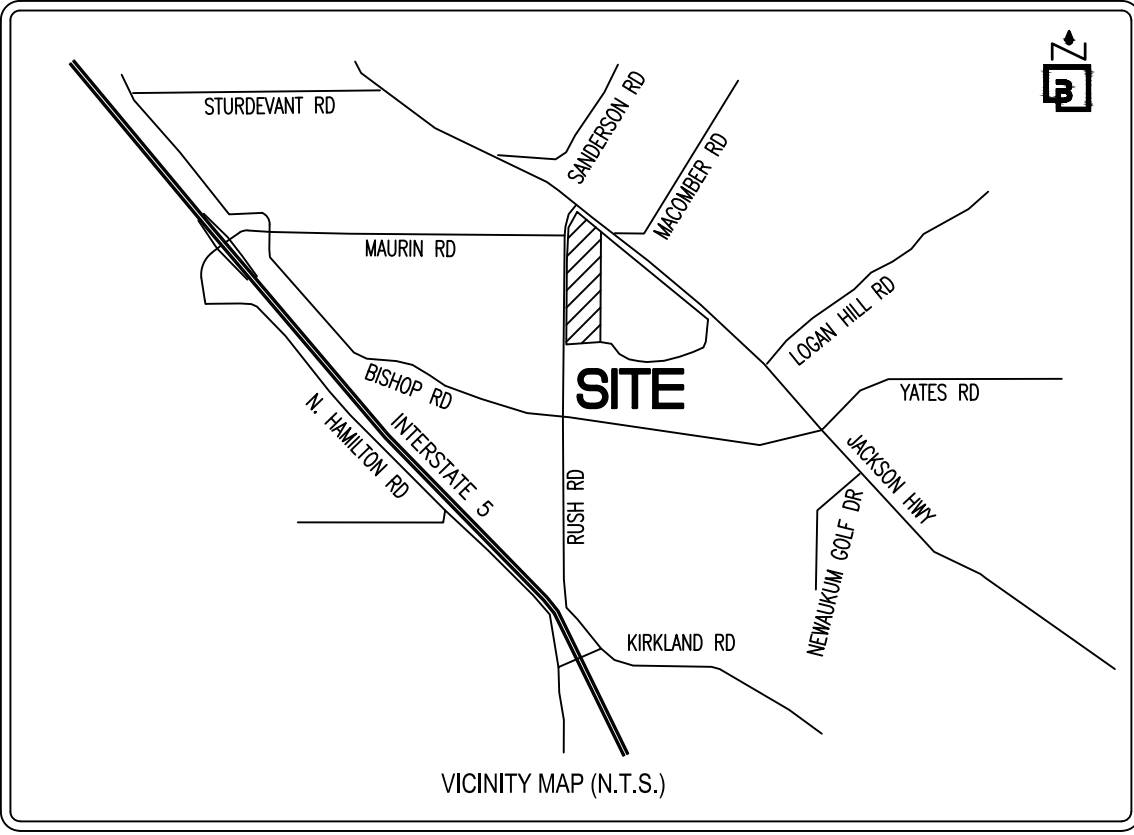 N
B
STURDEVANT RD
SANDERSON RD
MACOMBER RD
MAURIN RD
LOGAN HILL RD
BISHOP RD
SITE
YATES RD
N. HAMILTON RD
INTERSTATE 5
JACKSON HWY
RUSH RD
NEWAUKUM GOLF DR
KIRKLAND RD
VICINITY MAP (N.T.S.)